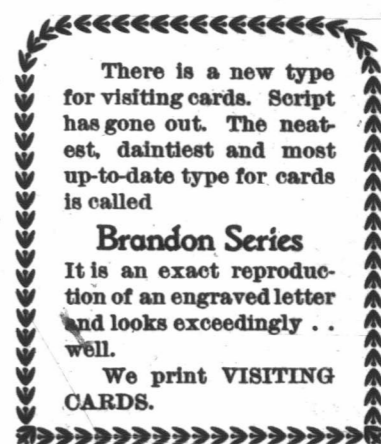 There is a new type
for visiting cards. Script
has gone out. The neat-
est, daintiest and most
up-to-date type for cards
is called
Brandon Series
It is an exact reproduc-
tion of an engraved letter
and looks exceedingly . .
well.
We print VISITING
CARDS.